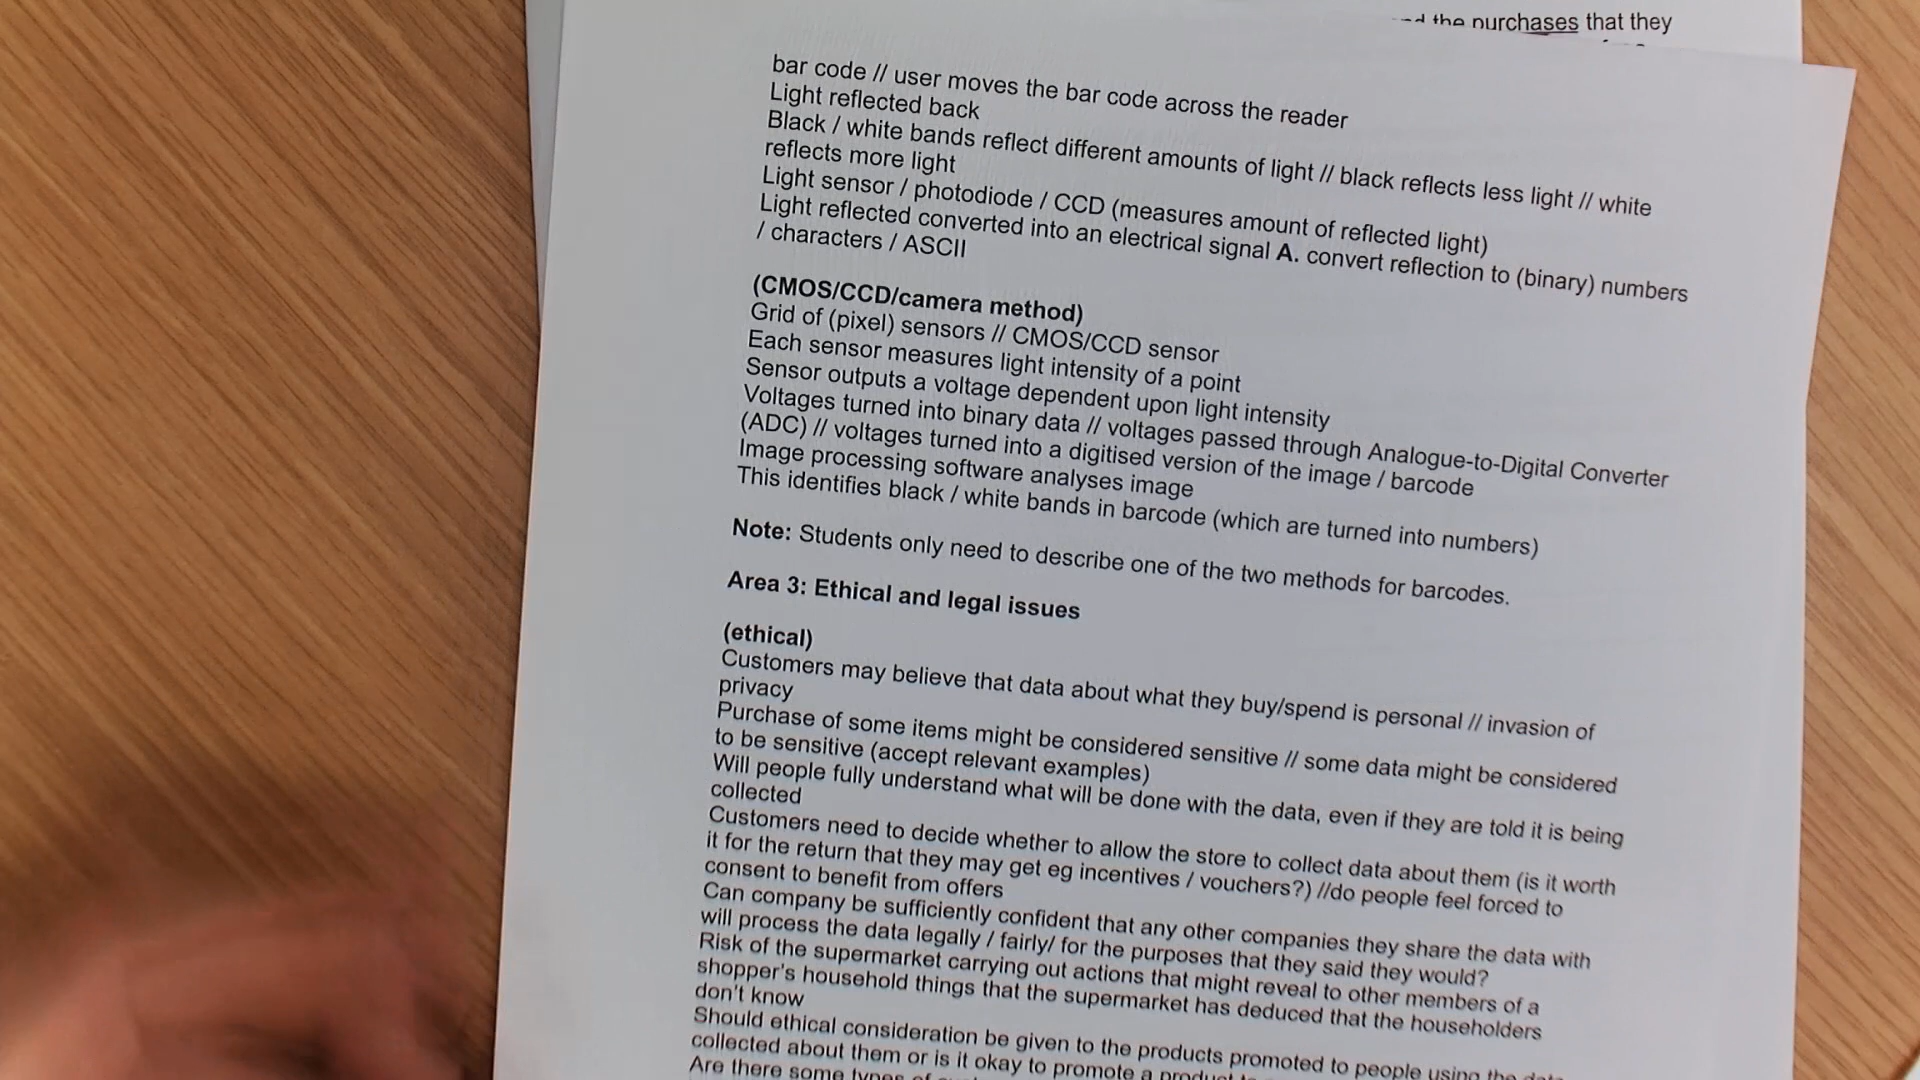 the purchases that they
bar code // user moves the bar code across the reader
Light reflected back
Black / white bands reflect different amounts of light // black reflects less light // white
reflects more light
Light sensor / photodiode / CCD (measures amount of reflected light)
Light reflected converted into an electrical signal A. convert reflection to (binary) numbers
/ characters / ASCII
(CMOS/CCD/camera method)
Grid of (pixel) sensors // CMOS/CCD sensor
Each sensor measures light intensity of a point
Sensor outputs a voltage dependent upon light intensity
Voltages turned into binary data // voltages passed through Analogue-to-Digital Converter
(ADC) // voltages turned into a digitised version of the image / barcode
Image processing software analyses image
This identifies black / white bands in barcode (which are turned into numbers)
Note: Students only need to describe one of the two methods for barcodes.
Area 3: Ethical and legal issues
(ethical)
Customers may believe that data about what they buy/spend is personal // invasion of
privacy
Purchase of some items might be considered sensitive // some data might be considered
to be sensitive (accept relevant examples)
Will people fully understand what will be done with the data, even if they are told it is being
collected
Customers need to decide whether to allow the store to collect data about them (is it worth
it for the return that they may get eg incentives / vouchers?) //do people feel forced to
consent to benefit from offers
Can company be sufficiently confident that any other companies they share the data with
will process the data legally / fairly/ for the purposes that they said they would?
Risk of the supermarket carrying out actions that might reveal to other members of a
shopper's household things that the supermarket has deduced that the householders
don't know
Should ethical consideration be given to the products promoted to people using the data
collected about them or is it okay to promote a product
Are there some types of